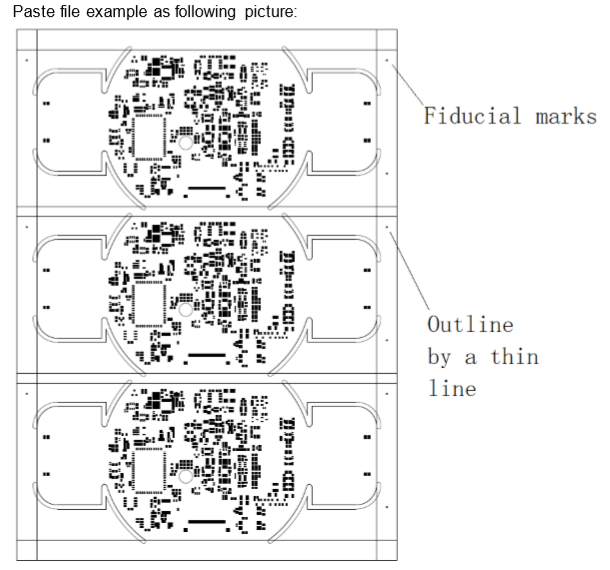 Paste file example as following picture:
Fiducial marks
Outline
by a thin
line